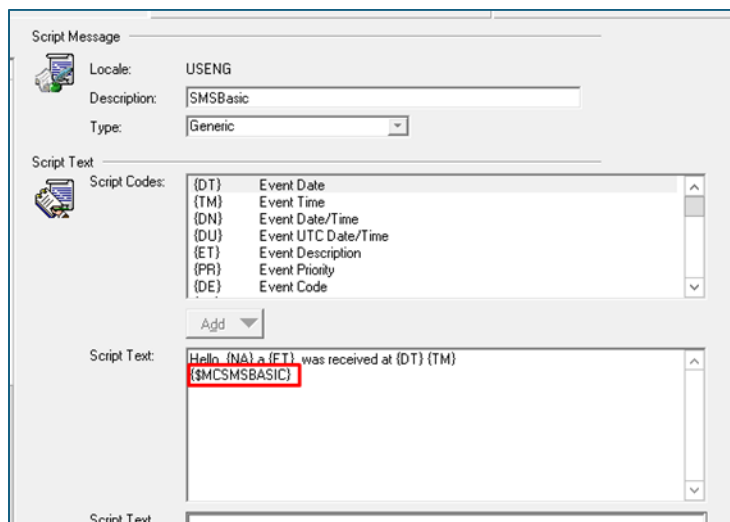 Script Message
Locale: USENG
Description: SMSBasic
Type: Generic
Script Text
Script Codes: {DT} Event Date
{TM} Event Time
{DN} Event Date/Time
{DU} Event UTC Date/Time
{ET} Event Description
{PR} Event Priority
{DE} Event Code
Add
Script Text: Hello, {NA} a {ET} was received at {DT} {TM}
{$MCSMSBASIC}
Script Text